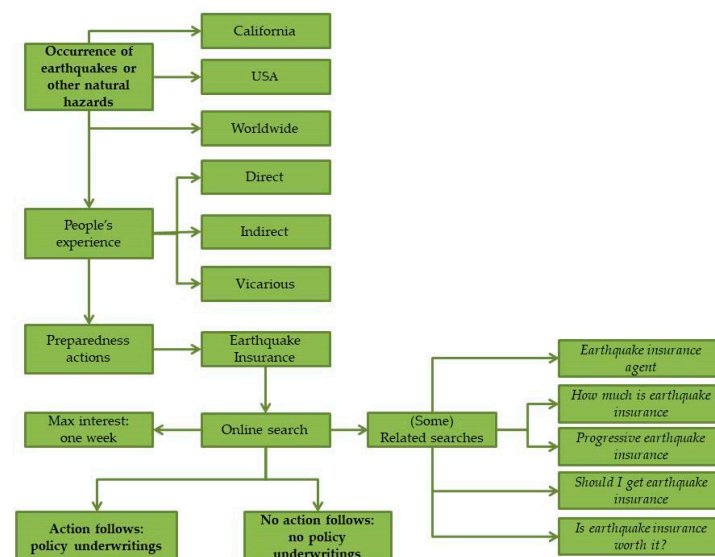 California
Occurrence of
earthquakes or
other natural
hazards
USA
Worldwide
Direct
People's
experience
Indirect
Vicarious
Preparedness
actions
Earthquake
Insurance
Earthquake insurance
agent
Max interest:
one week
Online search
(Some)
Related searches
How much is earthquake
insurance
Progressive earthquake
insurance
Should I get earthquake
insurance
Action follows:
policy underwritings
No action follows:
no policy
underwritings
Is earthquake insurance
worth it?